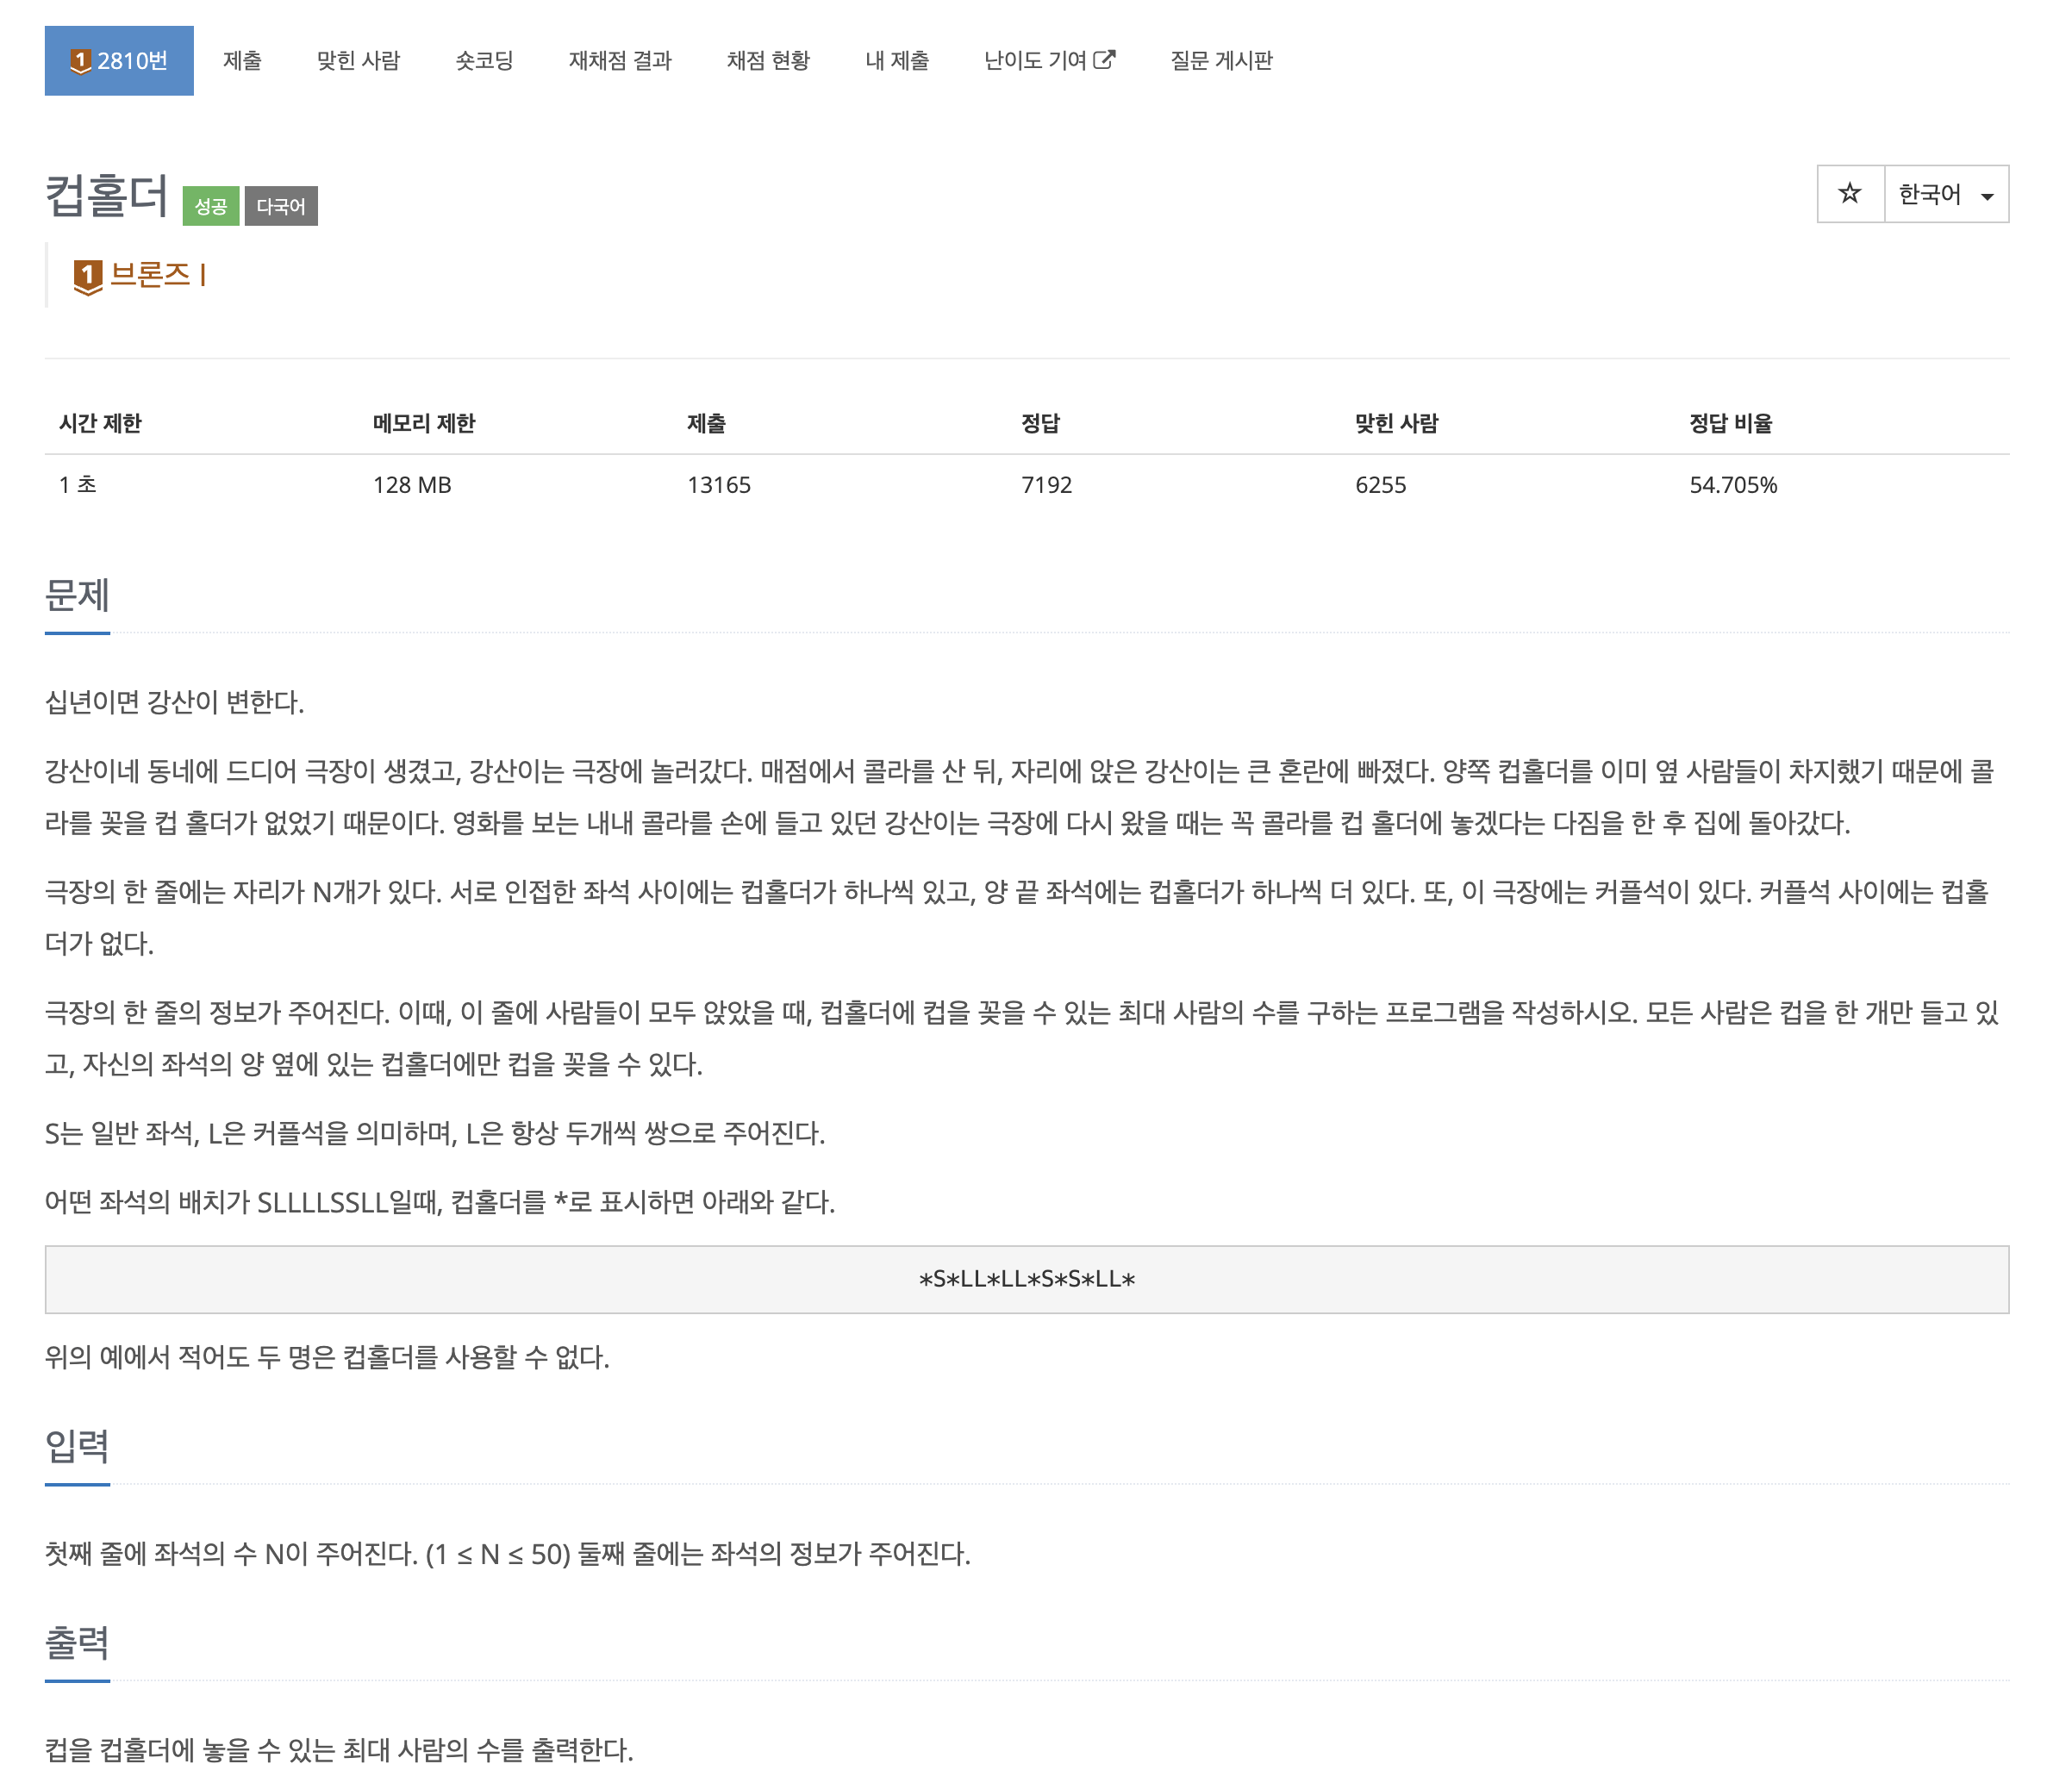 1 2810번 제출 맞힌 사람 숏코딩 재채점 결과 채점 현황 내 제출 난이도 기여 질문 게시판
컵홀더 성공 다국어 ☆ 한국어
1 브론즈 I
시간 제한 메모리 제한 제출 정답 맞힌 사람 정답 비율
1 초 128 MB 13165 7192 6255 54.705%
문제
십년이면 강산이 변한다.
강산이네 동네에 드디어 극장이 생겼고, 강산이는 극장에 놀러갔다. 매점에서 콜라를 산 뒤, 자리에 앉은 강산이는 큰 혼란에 빠졌다. 양쪽 컵홀더를 이미 옆 사람들이 차지했기 때문에 콜
라를 꽂을 컵 홀더가 없었기 때문이다. 영화를 보는 내내 콜라를 손에 들고 있던 강산이는 극장에 다시 왔을 때는 꼭 콜라를 컵 홀더에 놓겠다는 다짐을 한 후 집에 돌아갔다.
극장의 한 줄에는 자리가 N개가 있다. 서로 인접한 좌석 사이에는 컵홀더가 하나씩 있고, 양 끝 좌석에는 컵홀더가 하나씩 더 있다. 또, 이 극장에는 커플석이 있다. 커플석 사이에는 컵홀
더가 없다.
극장의 한 줄의 정보가 주어진다. 이때, 이 줄에 사람들이 모두 앉았을 때, 컵홀더에 컵을 꽂을 수 있는 최대 사람의 수를 구하는 프로그램을 작성하시오. 모든 사람은 컵을 한 개만 들고 있
고, 자신의 좌석의 양 옆에 있는 컵홀더에만 컵을 꽂을 수 있다.
S는 일반 좌석, L은 커플석을 의미하며, L은 항상 두개씩 쌍으로 주어진다.
어떤 좌석의 배치가 SLLLLSSLL일때, 컵홀더를 *로 표시하면 아래와 같다.
*S*LL*LL*S*S*LL*
위의 예에서 적어도 두 명은 컵홀더를 사용할 수 없다.
입력
첫째 줄에 좌석의 수 N이 주어진다. (1 ≤ N ≤ 50) 둘째 줄에는 좌석의 정보가 주어진다.
출력
컵을 컵홀더에 놓을 수 있는 최대 사람의 수를 출력한다.